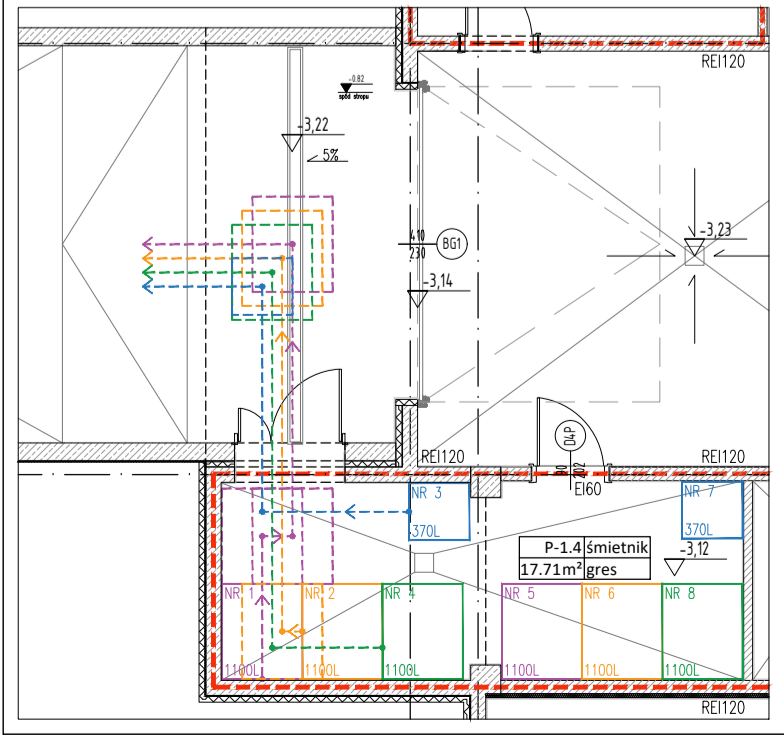 REI120
-0.82
spód stropu
-3,22
5%
410
230
BG1
-3,23
-3,14
D4P
90
202
REI120
REI120
EI60
NR 3
NR 7
370L
370L
P-1.4 śmietnik
17.71m² gres
-3,12
NR 1
NR 2
NR 4
NR 5
NR 6
NR 8
1100L
1100L
1100L
1100L
1100L
1100L
REI120